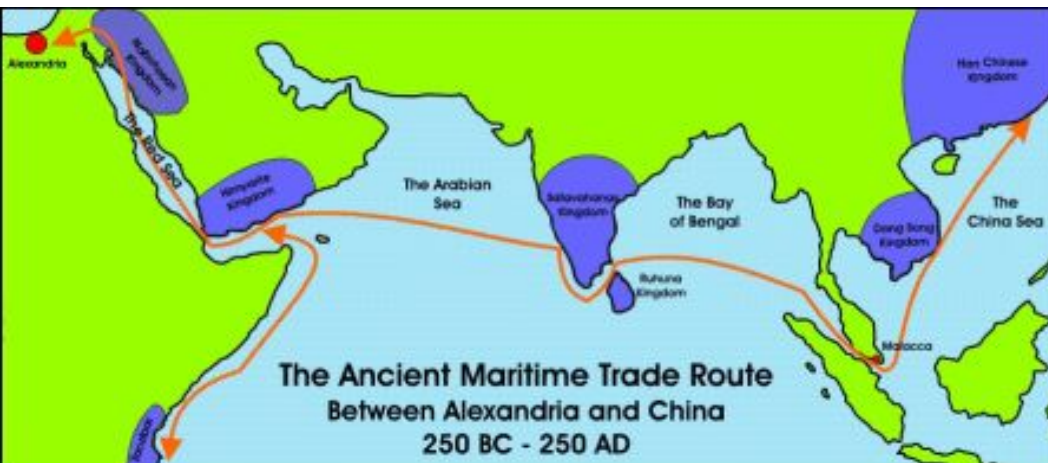 Alexandria
Nabataean
Kingdom
The Red Sea
Himyarite
Kingdom
The Arabian
Sea
Satavahanas
Kingdom
The Bay
of Bengal
Ruhuna
Kingdom
Han Chinese
Kingdom
Dong Song
Kingdom
The
China Sea
Malacca
The Ancient Maritime Trade Route
Between Alexandria and China
250 BC - 250 AD